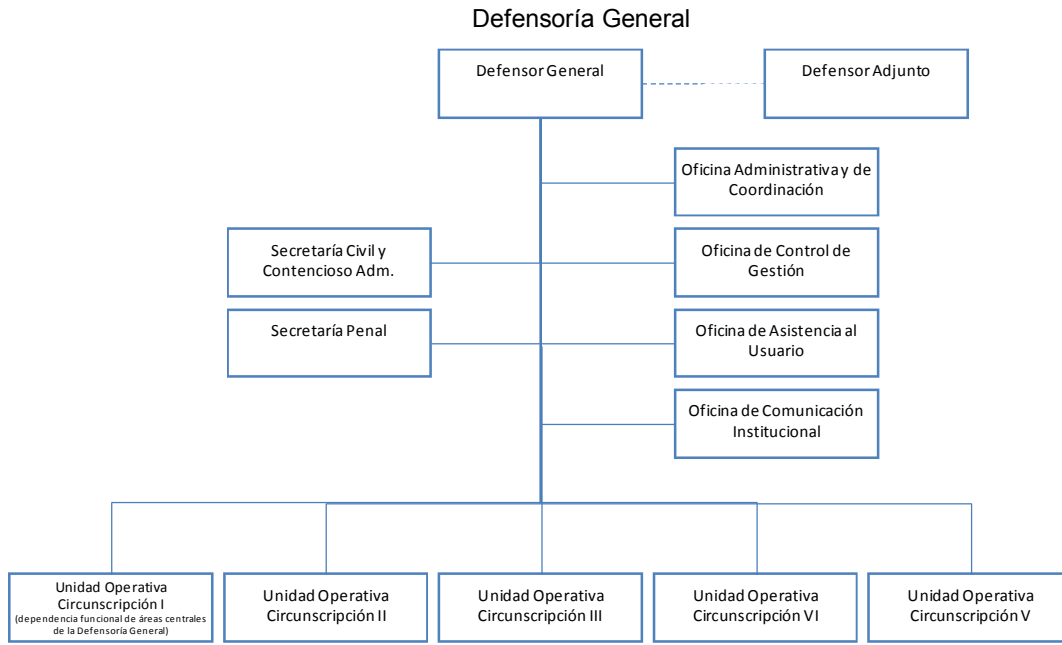 Defensoría General
Defensor General
Defensor Adjunto
Oficina Administrativa y de
Coordinación
Secretaría Civil y
Contencioso Adm.
Oficina de Control de
Gestión
Secretaría Penal
Oficina de Asistencia al
Usuario
Oficina de Comunicación
Institucional
Unidad Operativa
Circunscripción I
(dependencia funcional de áreas centrales
de la Defensoría General)
Unidad Operativa
Circunscripción II
Unidad Operativa
Circunscripción III
Unidad Operativa
Circunscripción VI
Unidad Operativa
Circunscripción V